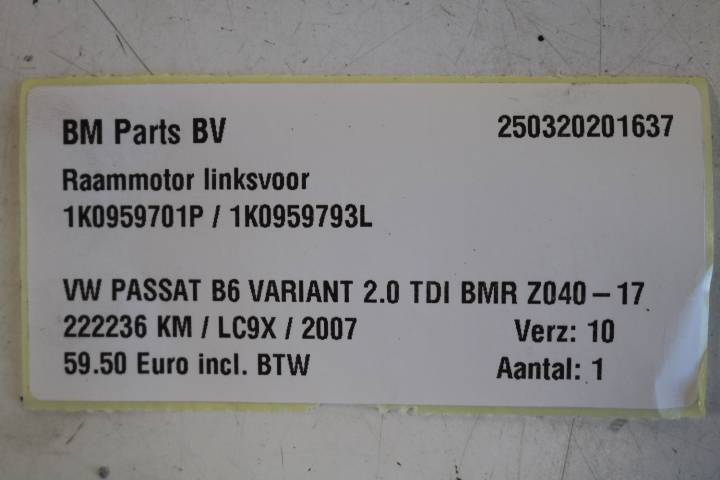 BM Parts BV 250320201637
Raammotor linksvoor
1K0959701P / 1K0959793L
VW PASSAT B6 VARIANT 2.0 TDI BMR Z040 – 17
222236 KM / LC9X / 2007 Verz: 10
59.50 Euro incl. BTW Aantal: 1